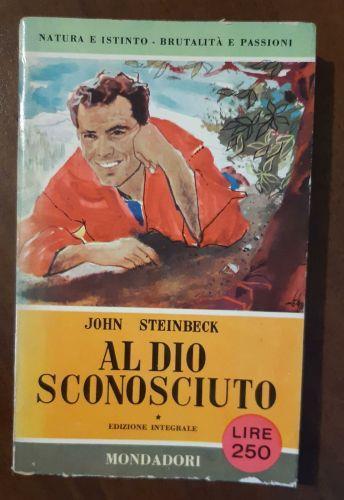 NATURA E ISTINTO - BRUTALITÀ E PASSIONI
JOHN STEINBECK
AL DIO
SCONOSCIUTO
*
EDIZIONE INTEGRALE
LIRE
250
MONDADORI